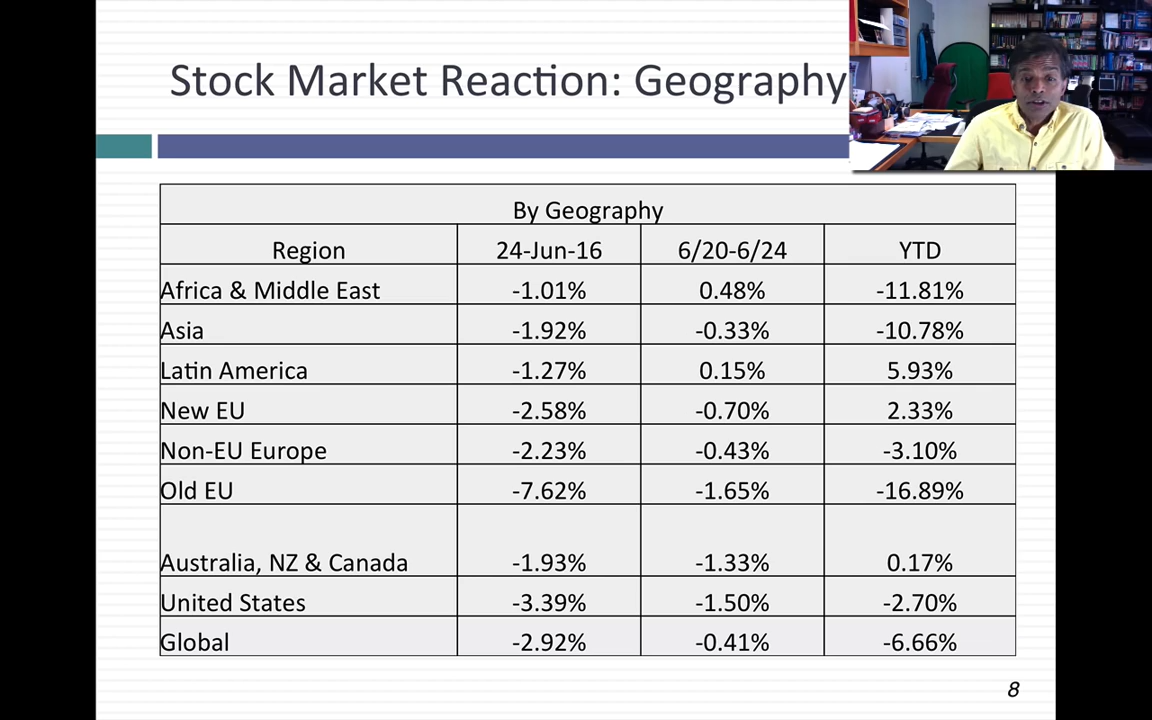 Stock Market Reaction: Geography
By Geography
Region 24-Jun-16 6/20-6/24 YTD
Africa & Middle East -1.01% 0.48% -11.81%
Asia -1.92% -0.33% -10.78%
Latin America -1.27% 0.15% 5.93%
New EU -2.58% -0.70% 2.33%
Non-EU Europe -2.23% -0.43% -3.10%
Old EU -7.62% -1.65% -16.89%
Australia, NZ & Canada -1.93% -1.33% 0.17%
United States -3.39% -1.50% -2.70%
Global -2.92% -0.41% -6.66%
8